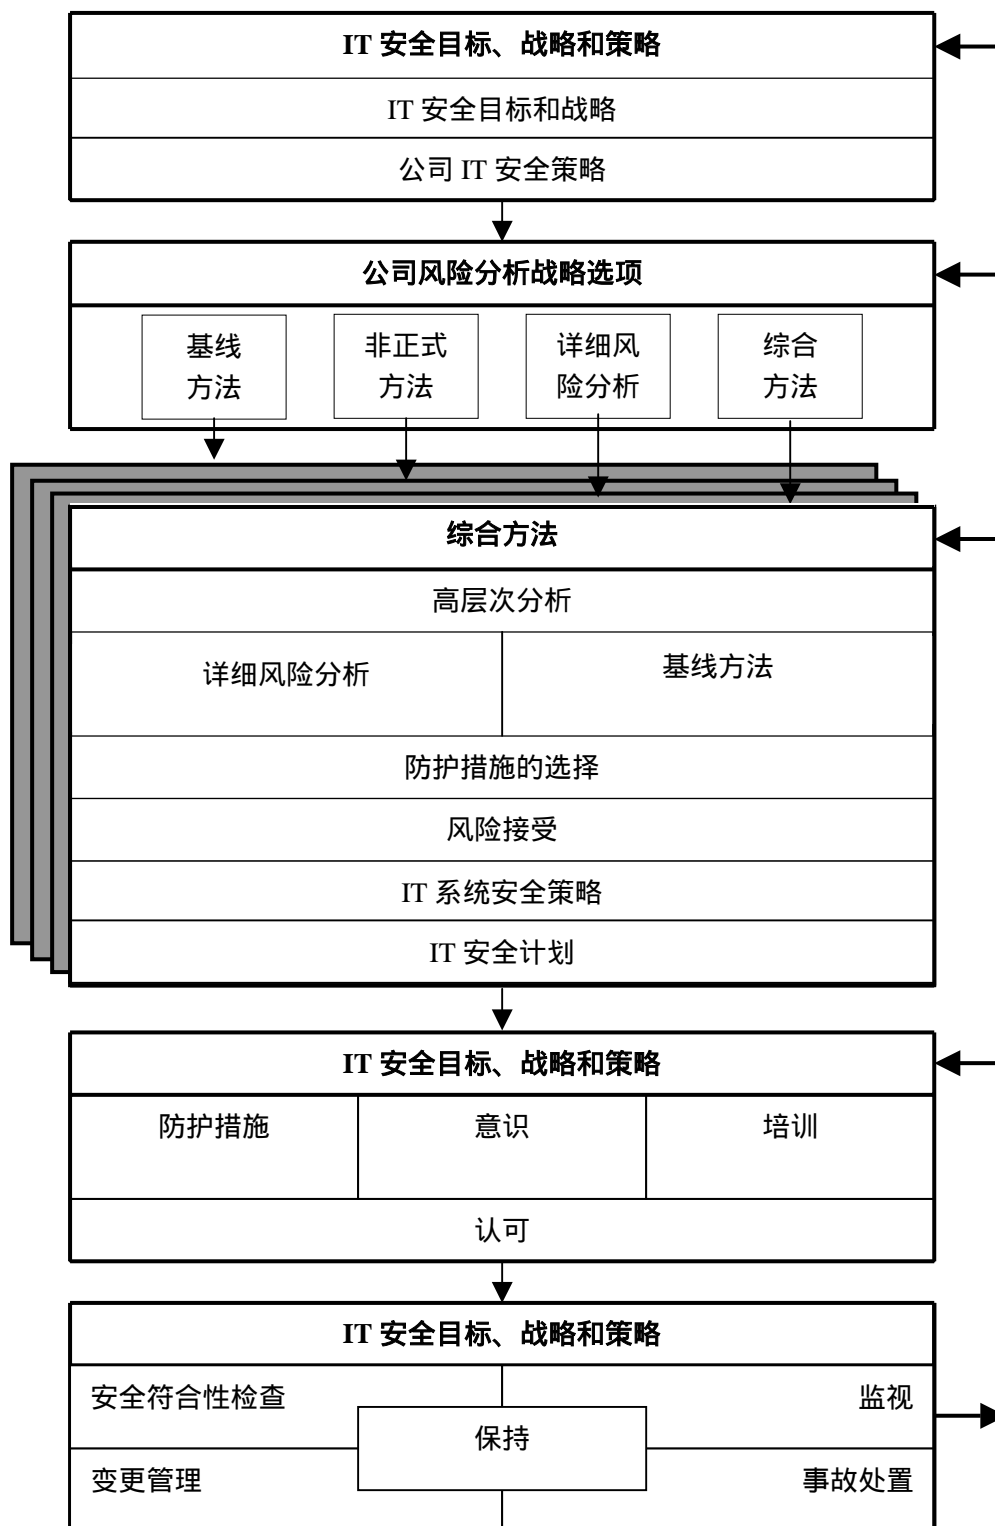 IT 安全目标、战略和策略
IT 安全目标和战略
公司 IT 安全策略
公司风险分析战略选项
基线
方法
非正式
方法
详细风
险分析
综合
方法
综合方法
高层次分析
详细风险分析
基线方法
防护措施的选择
风险接受
IT 系统安全策略
IT 安全计划
IT 安全目标、战略和策略
防护措施
意识
培训
认可
IT 安全目标、战略和策略
安全符合性检查
监视
保持
变更管理
事故处置